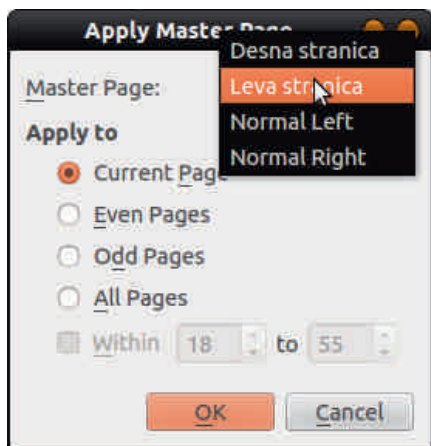 Apply Master Page
Desna stranica
Master Page:
Leva stranica
Normal Left
Normal Right
Apply to
Current Page
Even Pages
Odd Pages
All Pages
Within 18 to 55
OK Cancel